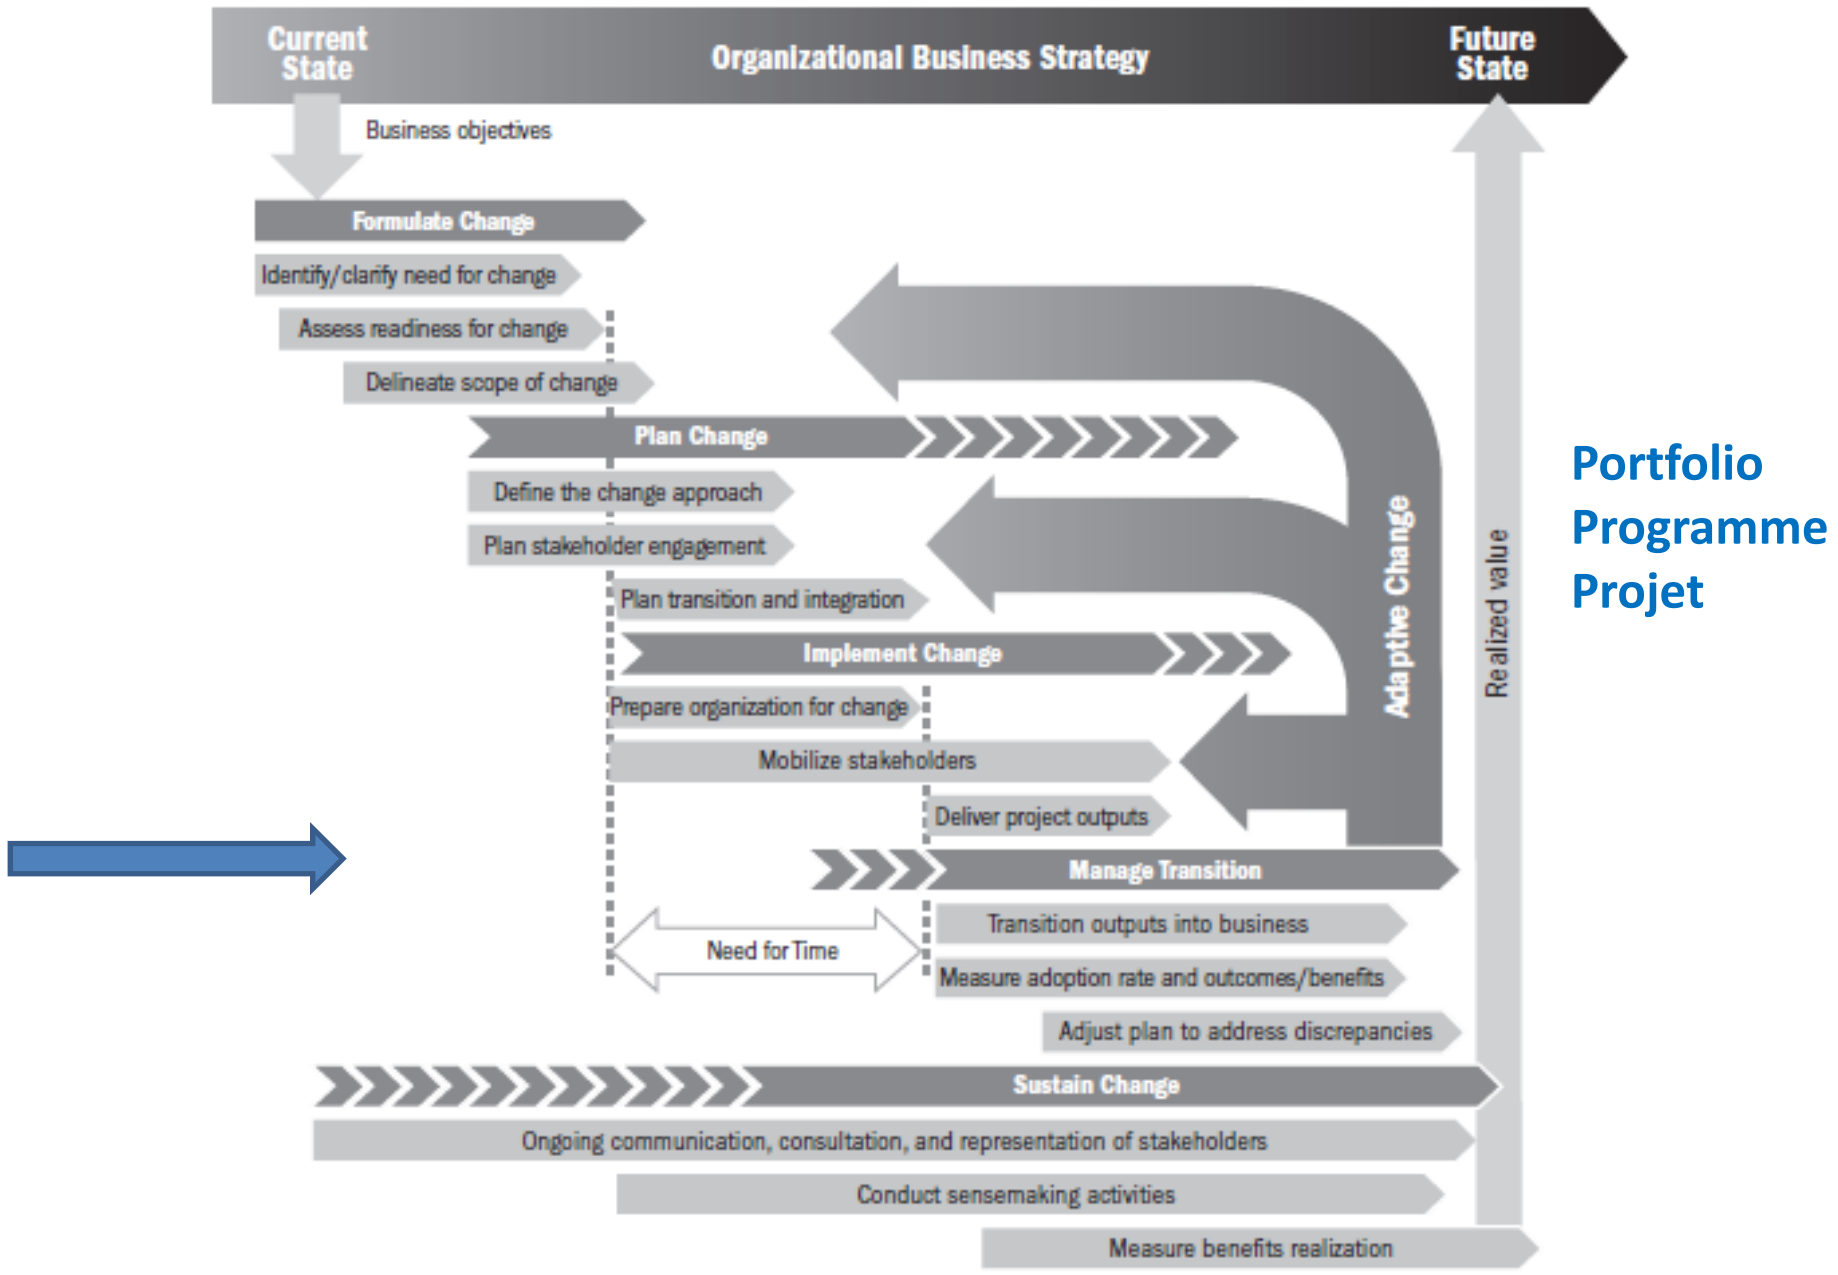 Current
State
Organizational Business Strategy
Future
State
Business objectives
Formulate Change
Identify/clarify need for change
Assess readiness for change
Delineate scope of change
Plan Change
Define the change approach
Plan stakeholder engagement
Plan transition and integration
Implement Change
Prepare organization for change
Mobilize stakeholders
Deliver project outputs
Manage Transition
Transition outputs into business
Need for Time
Measure adoption rate and outcomes/benefits
Adjust plan to address discrepancies
Sustain Change
Ongoing communication, consultation, and representation of stakeholders
Conduct sensemaking activities
Measure benefits realization
Adaptive Change
Realized value
Portfolio
Programme
Projet